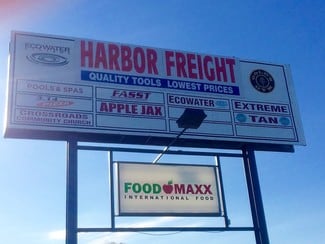 ECOWATER
HARBOR FREIGHT
QUALITY TOOLS LOWEST PRICES
POOLS & SPAS
FASST
ECOWATER
EXTREME
APPLE JAX
TAN
CROSSROADS
COMMUNITY CHURCH
FOOD MAXX
INTERNATIONAL FOOD